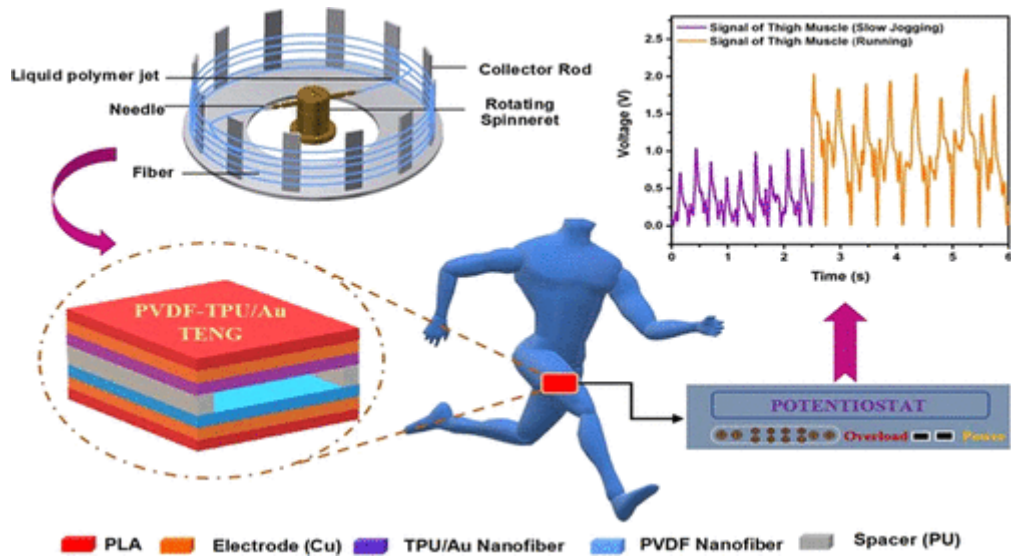 Liquid polymer jet
Needle
Fiber
Collector Rod
Rotating
Spinneret
Signal of Thigh Muscle (Slow Jogging)
Signal of Thigh Muscle (Running)
Voltage (V)
2.5
2.0
1.5
1.0
0.5
0.0
0 1 2 3 4 5 6
Time (s)
PVDF-TPU/Au
TENG
POTENTIOSTAT
Overload
Power
PLA
Electrode (Cu)
TPU/Au Nanofiber
PVDF Nanofiber
Spacer (PU)